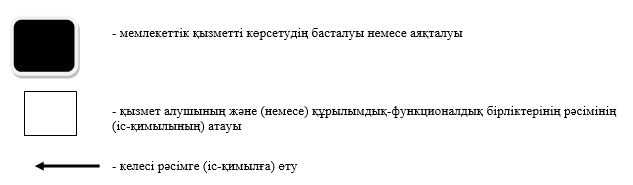 - мемлекеттік қызметті көрсетудің басталуы немесе аяқталуы
- қызмет алушының және (немесе) құрылымдық-функционалдық бірліктерінің рәсімінің
(іс-қимылының) атауы
- келесі рәсімге (іс-қимылға) өту